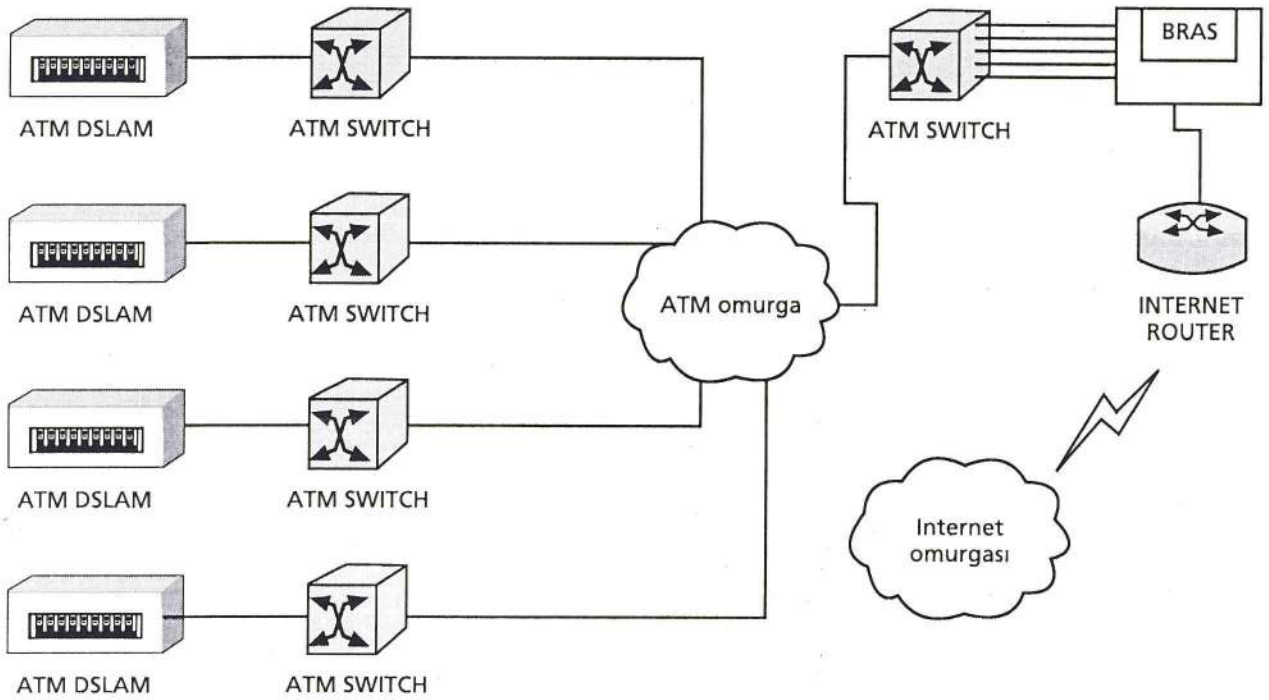 BRAS
ATM DSLAM
ATM SWITCH
ATM SWITCH
ATM DSLAM
ATM SWITCH
ATM omurga
INTERNET
ROUTER
ATM DSLAM
ATM SWITCH
Internet
omurgası
ATM DSLAM
ATM SWITCH